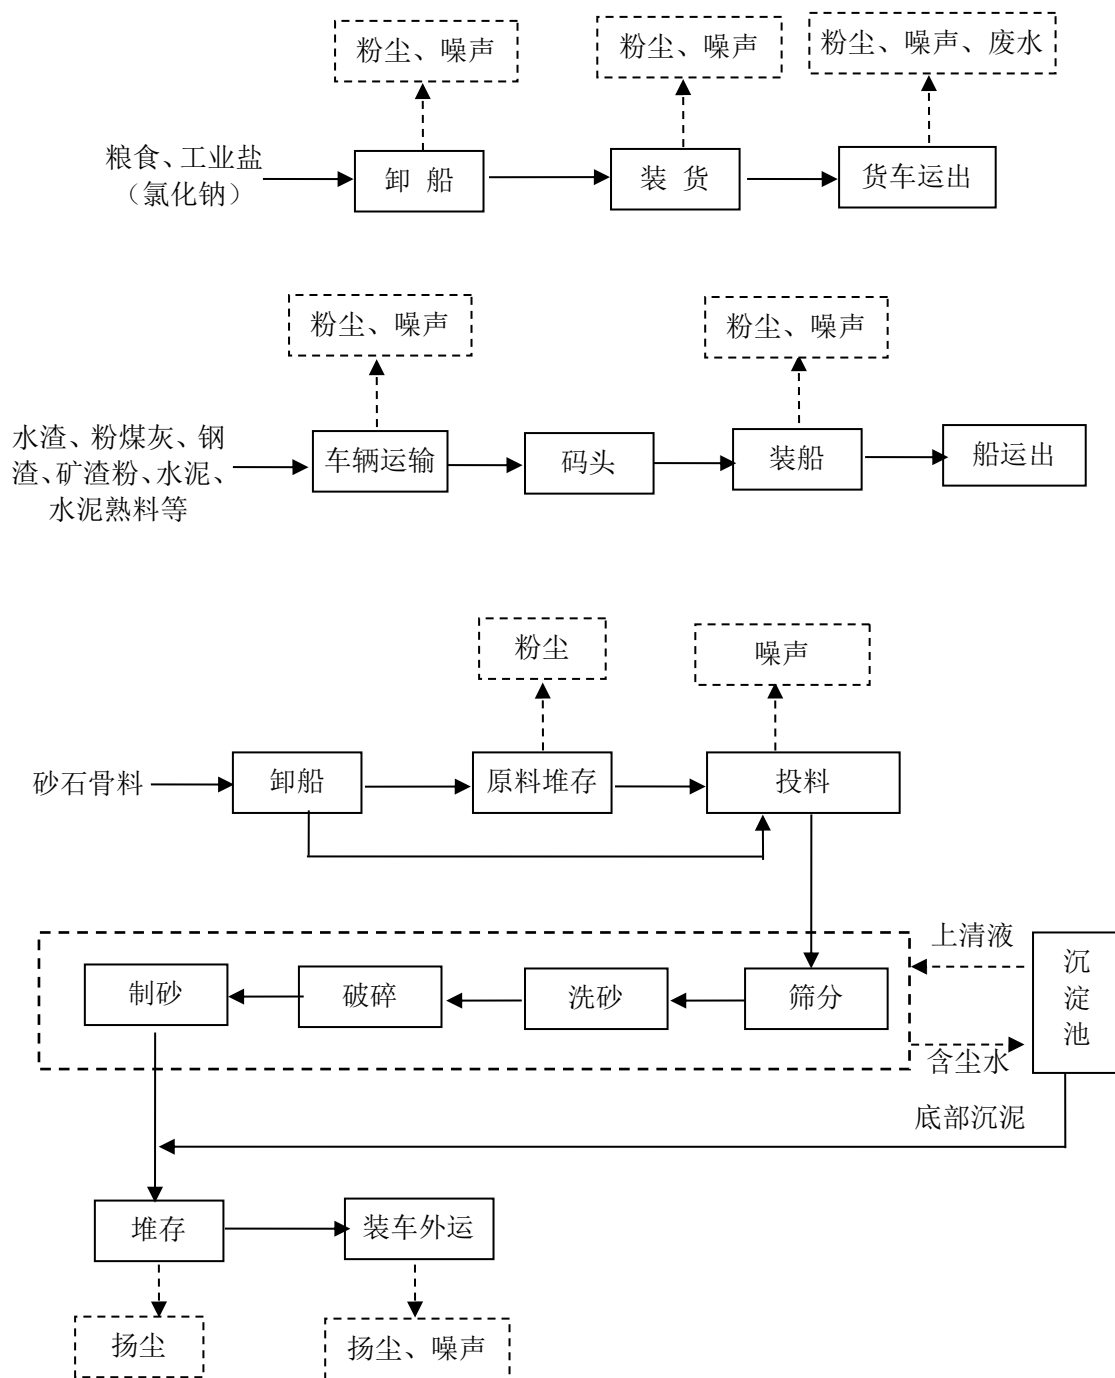 粉尘、噪声
粉尘、噪声
粉尘、噪声、废水
粮食、工业盐
（氯化钠）
卸 船
装 货
货车运出
粉尘、噪声
粉尘、噪声
水渣、粉煤灰、钢
渣、矿渣粉、水泥、
水泥熟料等
车辆运输
码头
装船
船运出
粉尘
噪声
砂石骨料
卸船
原料堆存
投料
上清液
沉
淀
池
制砂
破碎
洗砂
筛分
含尘水
底部沉泥
堆存
装车外运
扬尘
扬尘、噪声